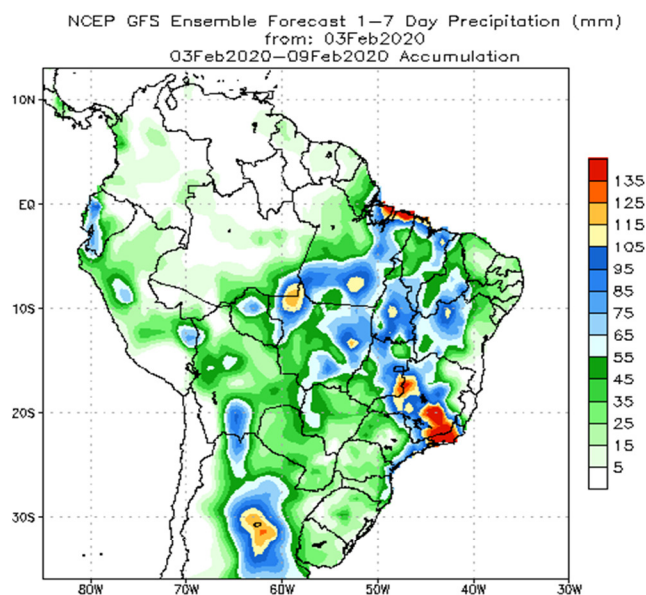 NCEP GFS Ensemble Forecast 1–7 Day Precipitation (mm)
from: 03Feb2020
03Feb2020–09Feb2020 Accumulation
10N
EQ
10S
20S
30S
80W 70W 60W 50W 40W 30W
135
125
115
105
95
85
75
65
55
45
35
25
15
5